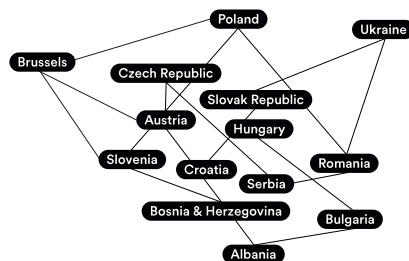 Poland
Ukraine
Brussels
Czech Republic
Slovak Republic
Austria
Hungary
Slovenia
Croatia
Romania
Serbia
Bosnia & Herzegovina
Bulgaria
Albania